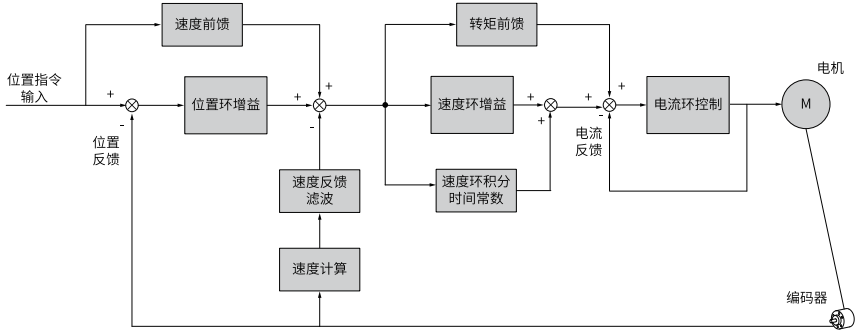 速度前馈
转矩前馈
位置指令
输入
+
位置环增益
+
+
速度环增益
+
+
+
电流环控制
电机
M
-
位置
反馈
-
+
-
电流
反馈
速度反馈
滤波
速度环积分
时间常数
速度计算
编码器